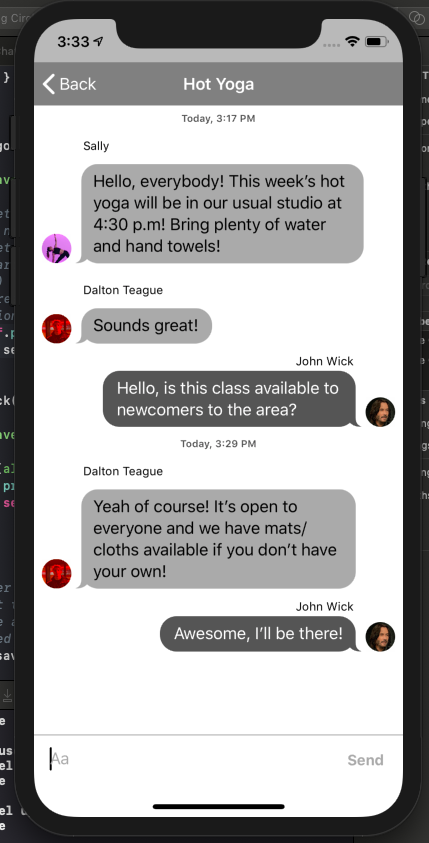 3:33
Back
Hot Yoga
Today, 3:17 PM
Sally
Hello, everybody! This week's hot
yoga will be in our usual studio at
4:30 p.m! Bring plenty of water
and hand towels!
Dalton Teague
Sounds great!
John Wick
Hello, is this class available to
newcomers to the area?
Today, 3:29 PM
Dalton Teague
Yeah of course! It's open to
everyone and we have mats/
cloths available if you don't have
your own!
John Wick
Awesome, I'll be there!
Aa
Send